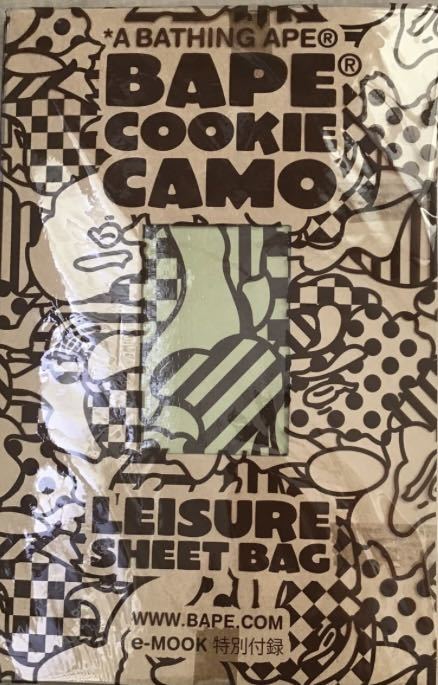 *A BATHING APE®
BAPE®
COOKIE
CAMO
LEISURE
SHEET BAG
WWW.BAPE.COM
e-MOOK 特別付録